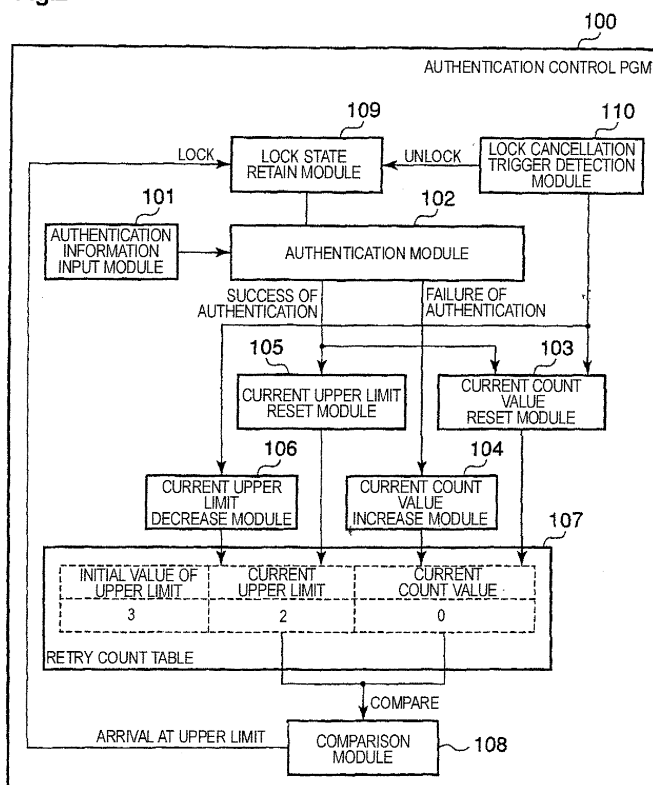 100
AUTHENTICATION CONTROL PGM
109
110
LOCK
LOCK STATE
RETAIN MODULE
UNLOCK
LOCK CANCELLATION
TRIGGER DETECTION
MODULE
101
102
AUTHENTICATION
INFORMATION
INPUT MODULE
AUTHENTICATION MODULE
SUCCESS OF
AUTHENTICATION
FAILURE OF
AUTHENTICATION
105
103
CURRENT UPPER LIMIT
RESET MODULE
CURRENT COUNT
VALUE
RESET MODULE
106
104
CURRENT UPPER
LIMIT
DECREASE MODULE
CURRENT COUNT
VALUE
INCREASE MODULE
107
INITIAL VALUE OF
UPPER LIMIT
CURRENT
UPPER LIMIT
CURRENT
COUNT VALUE
3
2
0
RETRY COUNT TABLE
COMPARE
ARRIVAL AT UPPER LIMIT
COMPARISON
MODULE
108